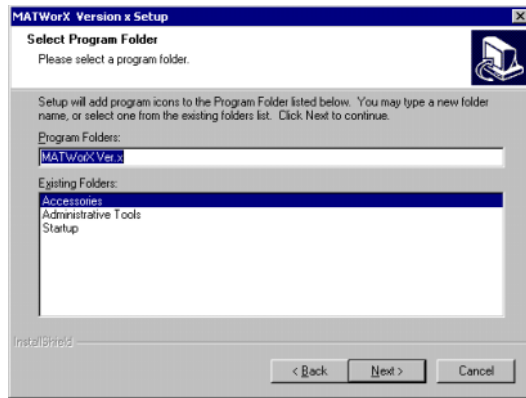 MATWorX Version x Setup
Select Program Folder
Please select a program folder.
Setup will add program icons to the Program Folder listed below. You may type a new folder
name, or select one from the existing folders list. Click Next to continue.
Program Folders:
MATWorX Ver.x
Existing Folders:
Accessories
Administrative Tools
Startup
InstallShield
< Back Next > Cancel